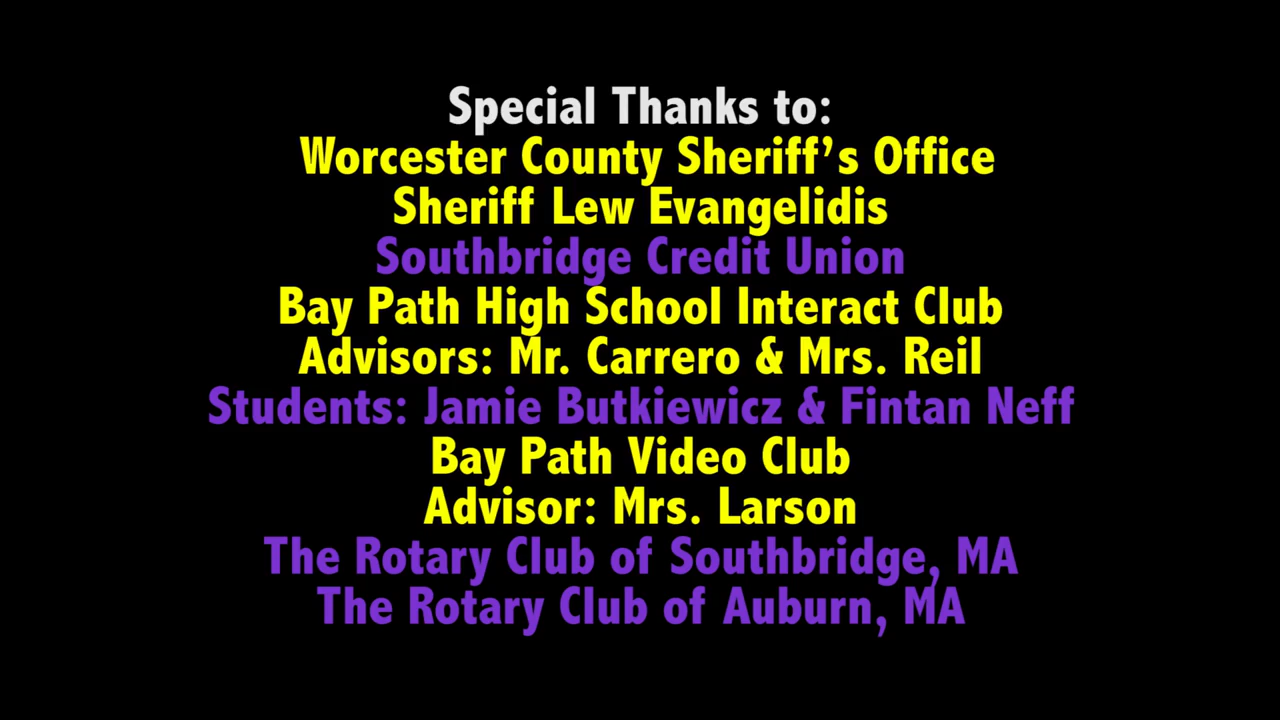 Special Thanks to:
Worcester County Sheriff’s Office
Sheriff Lew Evangelidis
Southbridge Credit Union
Bay Path High School Interact Club
Advisors: Mr. Carrero & Mrs. Reil
Students: Jamie Butkiewicz & Fintan Neff
Bay Path Video Club
Advisor: Mrs. Larson
The Rotary Club of Southbridge, MA
The Rotary Club of Auburn, MA